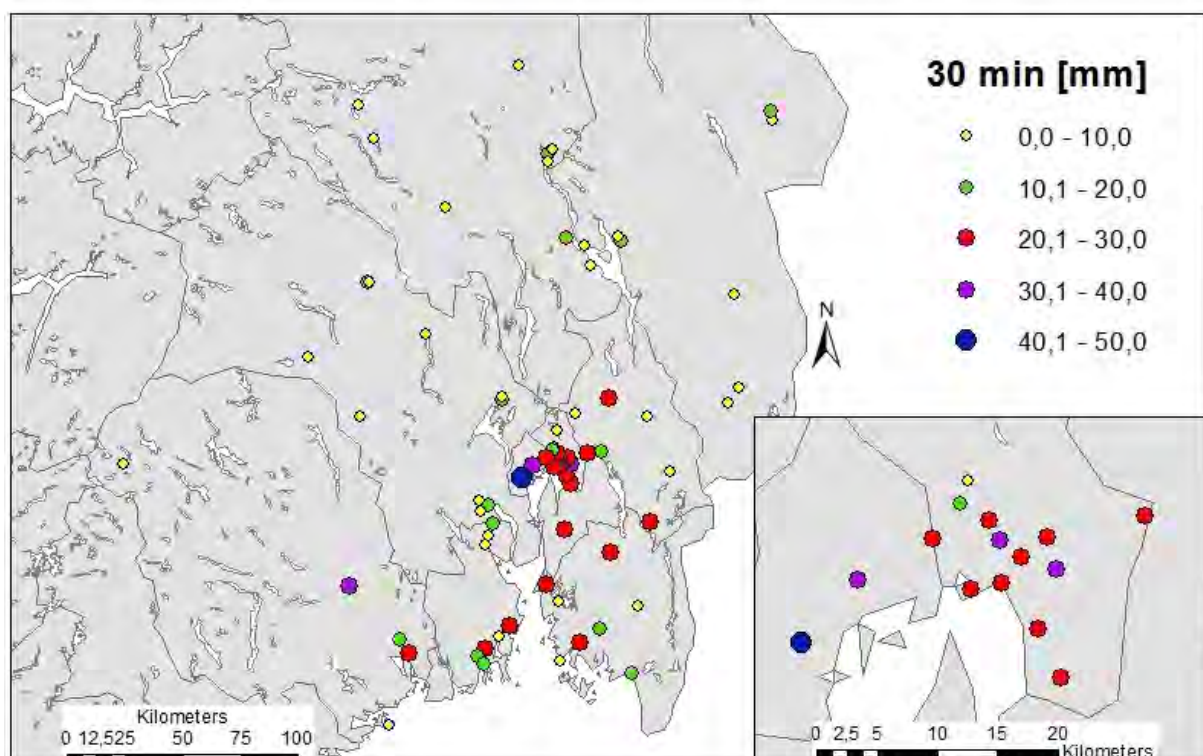 30 min [mm]
0,0 - 10,0
10,1 - 20,0
20,1 - 30,0
30,1 - 40,0
40,1 - 50,0
N
Kilometers
0 12,525 50 75 100
0 2,5 5 10 15 20
Kilometers